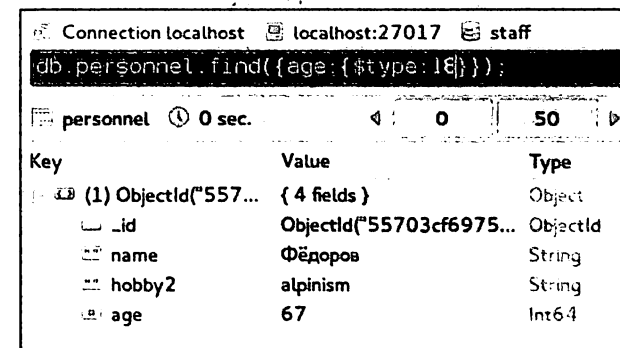 Connection localhost localhost:27017 staff
db.personnel.find({age:{$type:18}});
personnel 0 sec. 0 50
Key Value Type
(1) ObjectId("557... { 4 fields } Object
_id ObjectId("55703cf6975... ObjectId
name Фёдоров String
hobby2 alpinism String
age 67 Int64